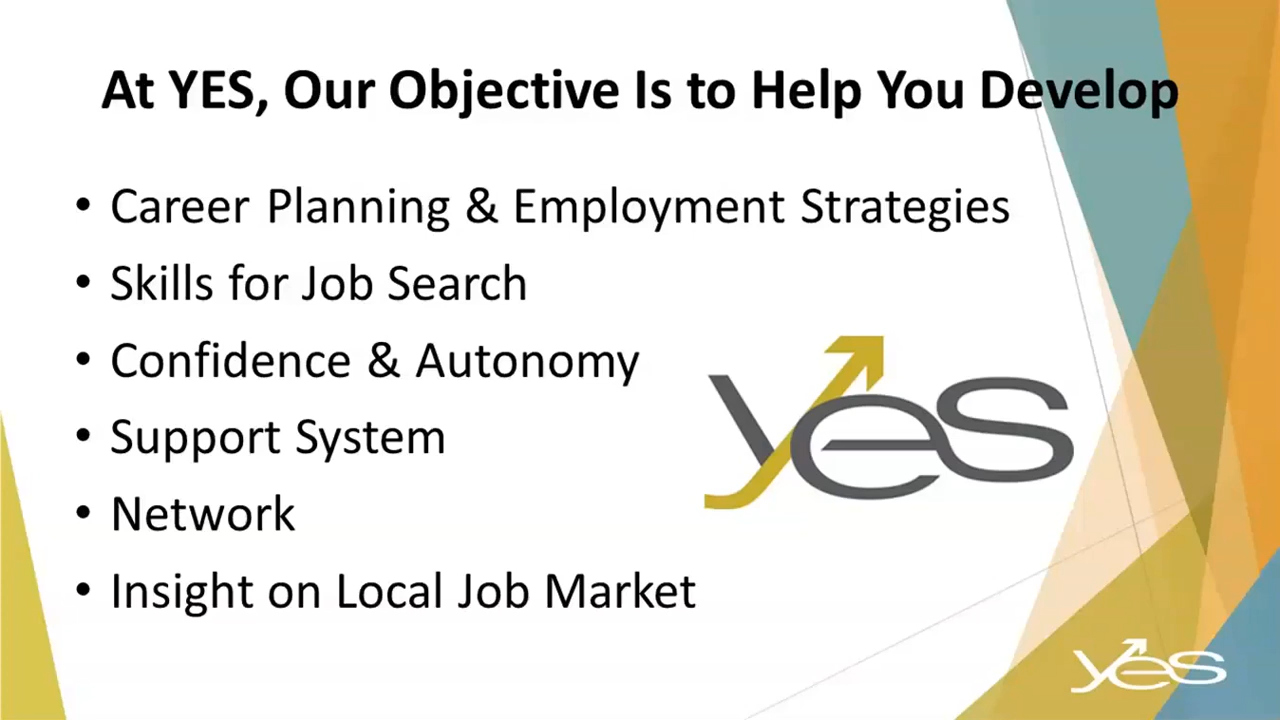 At YES, Our Objective Is to Help You Develop
• Career Planning & Employment Strategies
• Skills for Job Search
• Confidence & Autonomy
• Support System
• Network
• Insight on Local Job Market
yes
yes